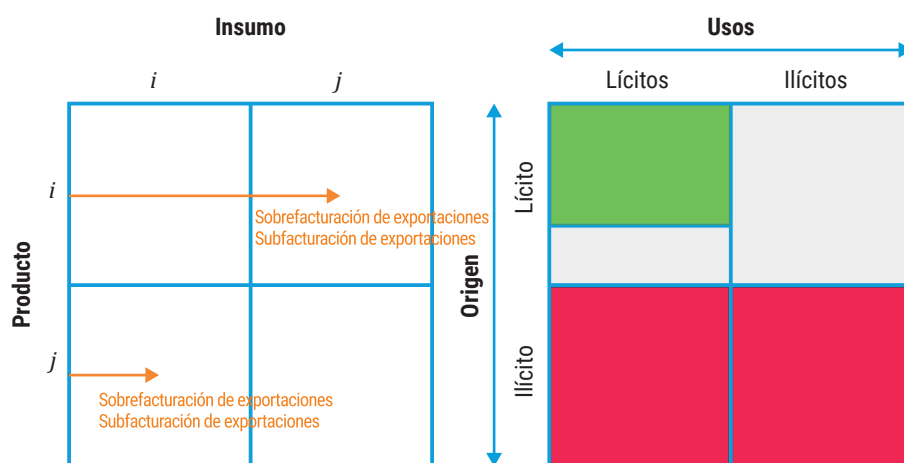 Insumo
i
j
Producto
i
Sobrefacturación de exportaciones
Subfacturación de exportaciones
j
Sobrefacturación de exportaciones
Subfacturación de exportaciones
Usos
Lícitos
Ilícitos
Origen
Lícito
Ilícito